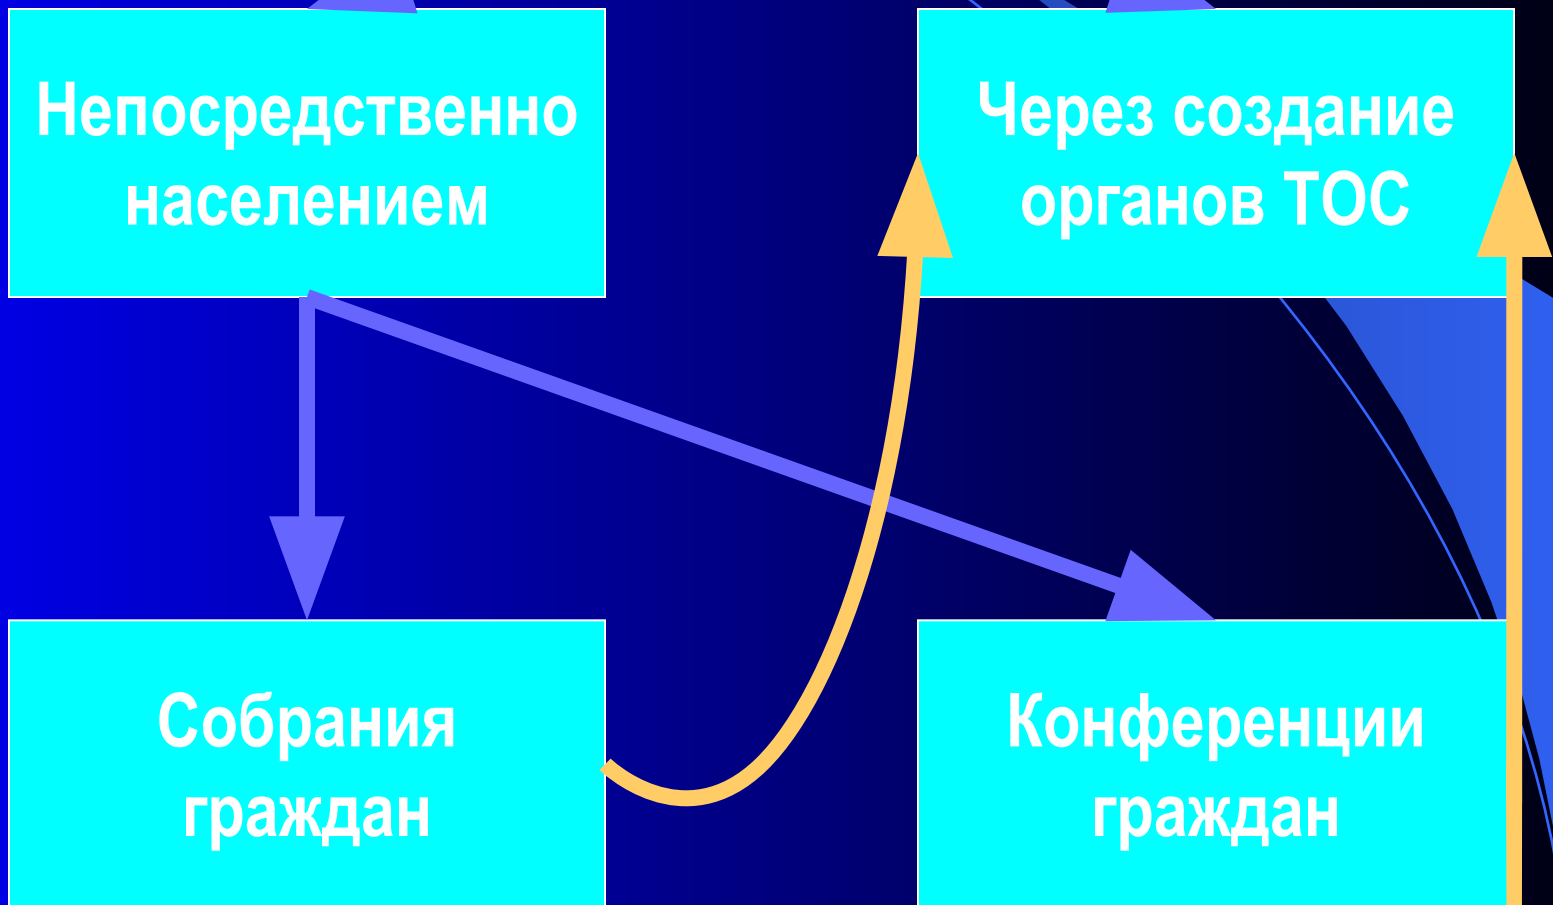 Непосредственно
населением
Через создание
органов ТОС
Собрания
граждан
Конференции
граждан